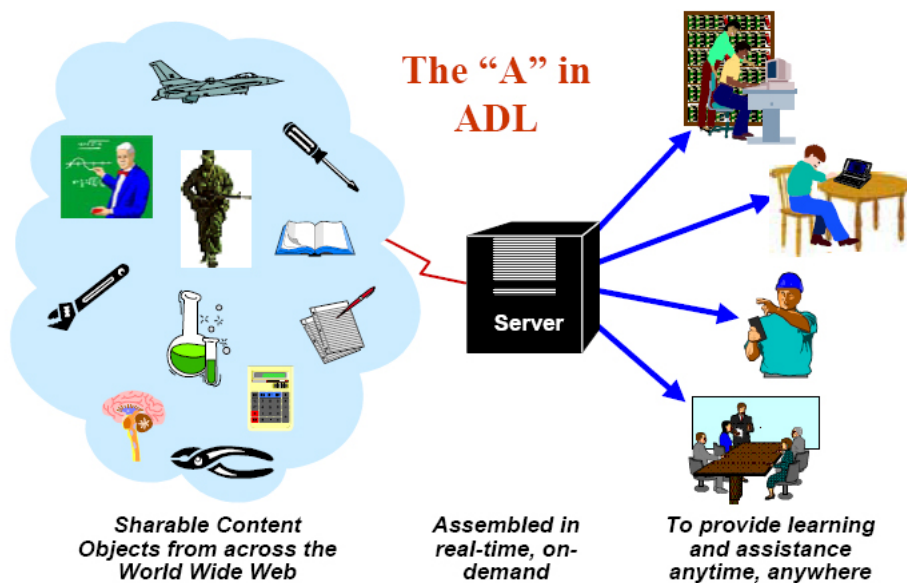 The “A” in
ADL
Server
Sharable Content
Objects from across the
World Wide Web
Assembled in
real-time, on-
demand
To provide learning
and assistance
anytime, anywhere